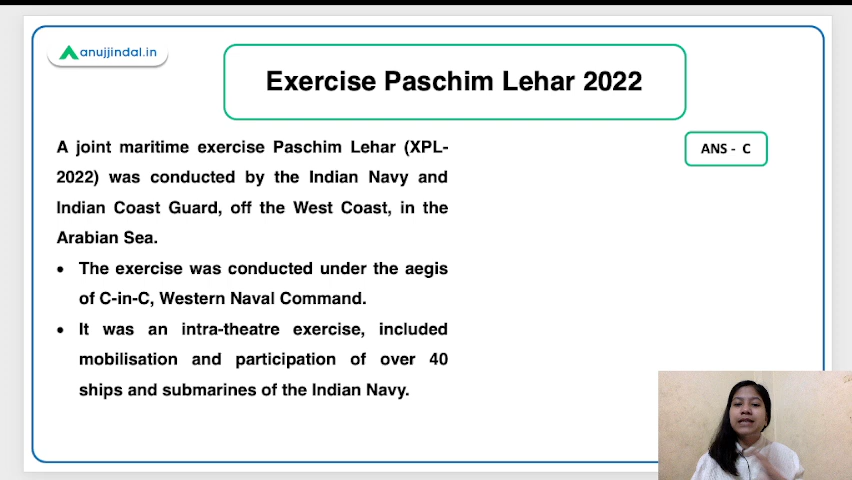 anujjindal.in
Exercise Paschim Lehar 2022
A joint maritime exercise Paschim Lehar (XPL-
2022) was conducted by the Indian Navy and
Indian Coast Guard, off the West Coast, in the
Arabian Sea.
• The exercise was conducted under the aegis
of C-in-C, Western Naval Command.
• It was an intra-theatre exercise, included
mobilisation and participation of over 40
ships and submarines of the Indian Navy.
ANS - C